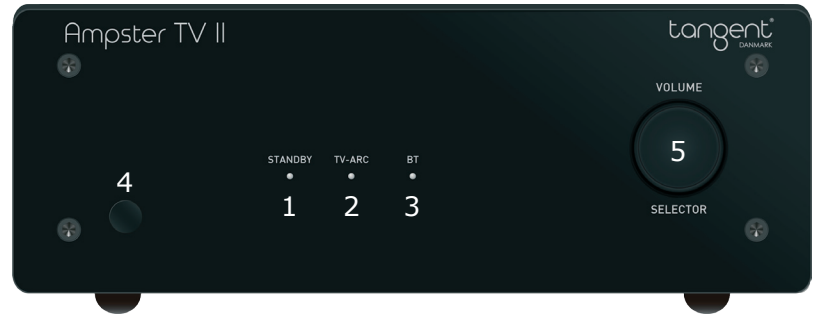 Ampster TV II
tangent®
DANMARK
VOLUME
5
SELECTOR
STANDBY TV-ARC BT
1 2 3
4